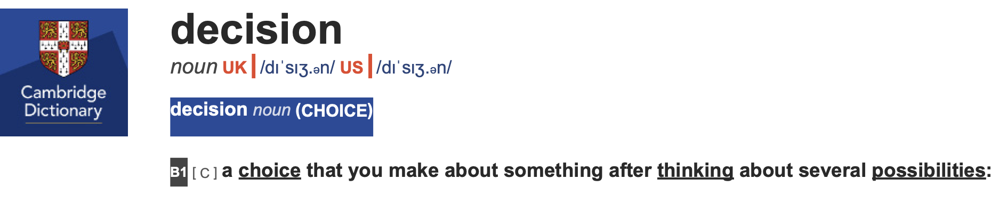 Cambridge
Dictionary
decision
noun UK /dɪˈsɪʒ.ən/ US /dɪˈsɪʒ.ən/
decision noun (CHOICE)
B1 [ C ] a choice that you make about something after thinking about several possibilities: